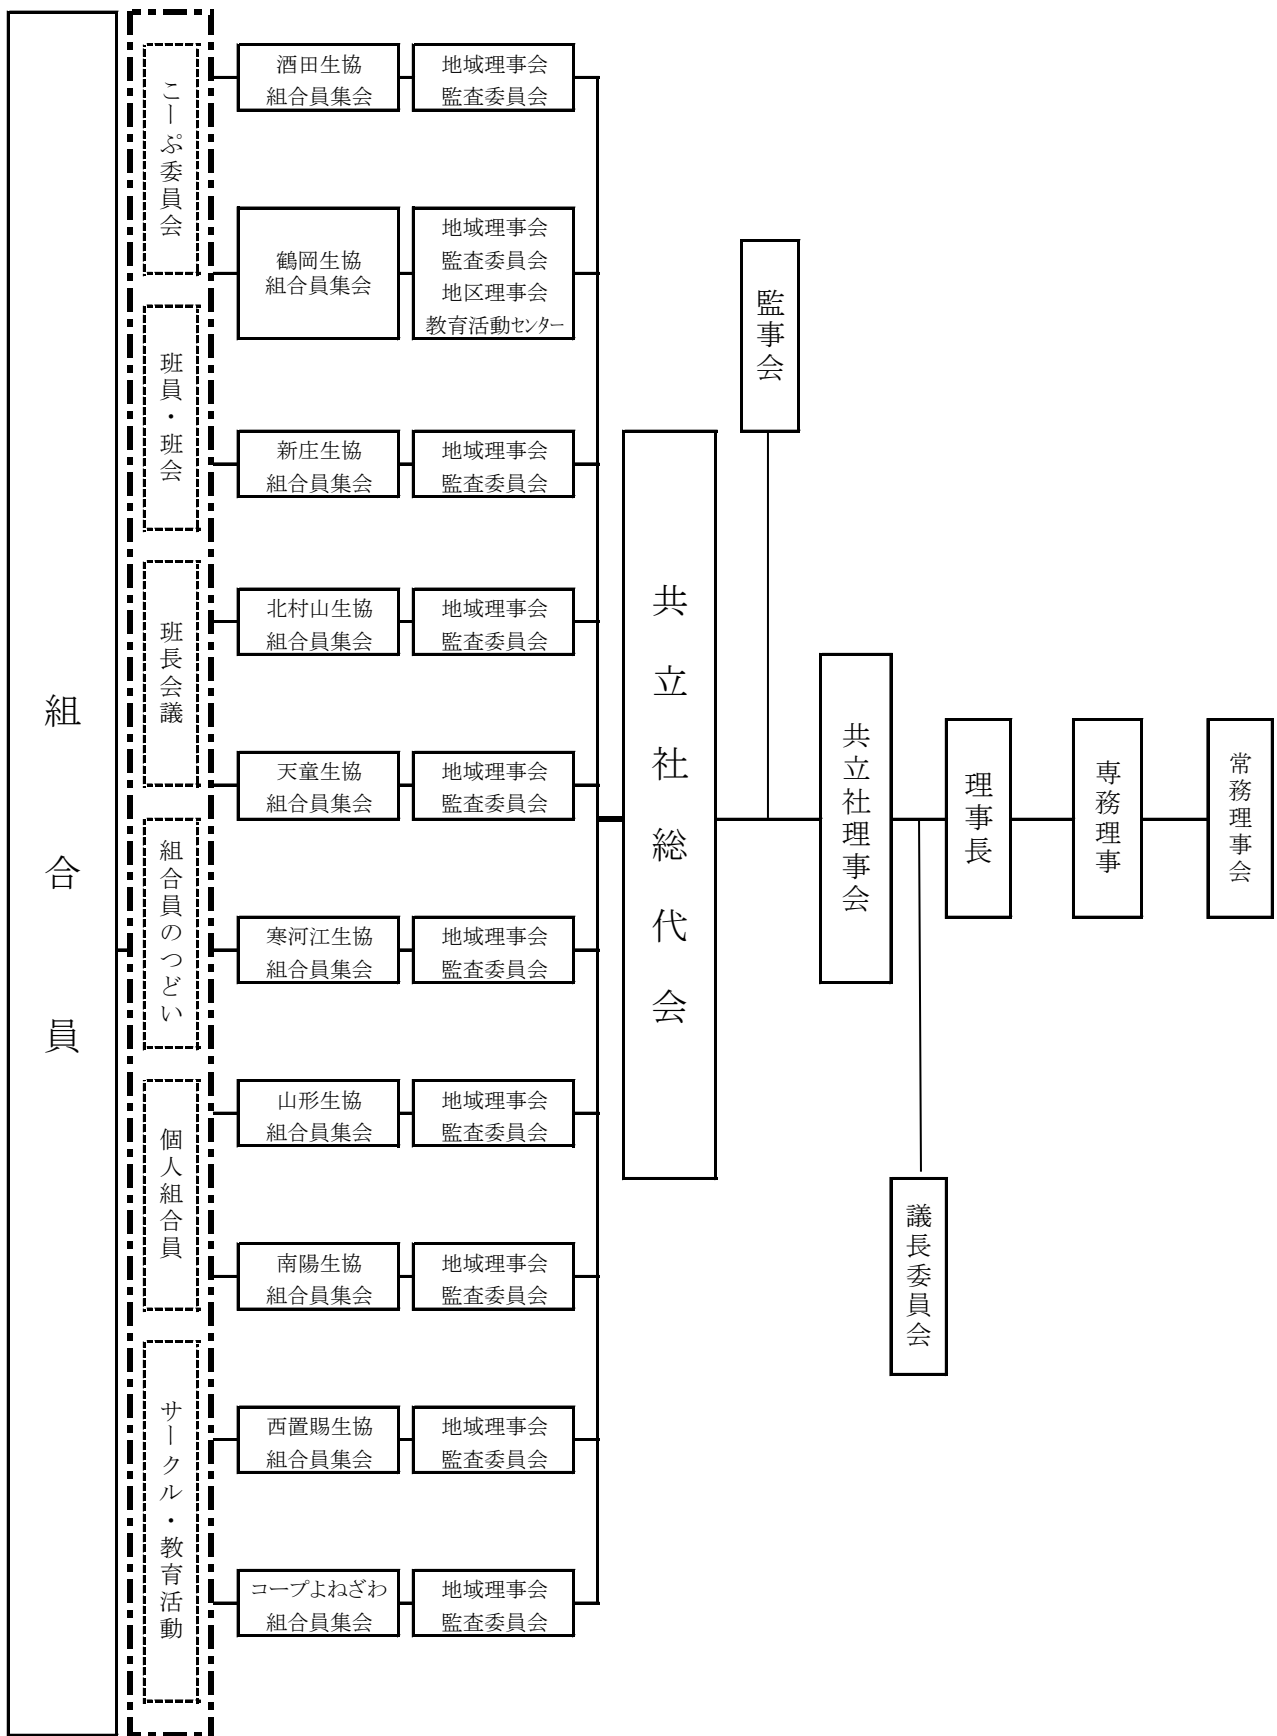 組合員
こーぷ委員会
班員・班会
班長会議
組合員のつどい
個人組合員
サークル・教育活動
酒田生協
組合員集会
地域理事会
監査委員会
鶴岡生協
組合員集会
地域理事会
監査委員会
地区理事会
教育活動センター
新庄生協
組合員集会
地域理事会
監査委員会
北村山生協
組合員集会
地域理事会
監査委員会
天童生協
組合員集会
地域理事会
監査委員会
寒河江生協
組合員集会
地域理事会
監査委員会
山形生協
組合員集会
地域理事会
監査委員会
南陽生協
組合員集会
地域理事会
監査委員会
西置賜生協
組合員集会
地域理事会
監査委員会
コープよねざわ
組合員集会
地域理事会
監査委員会
共立社総代会
監事会
共立社理事会
議長委員会
理事長
専務理事
常務理事会